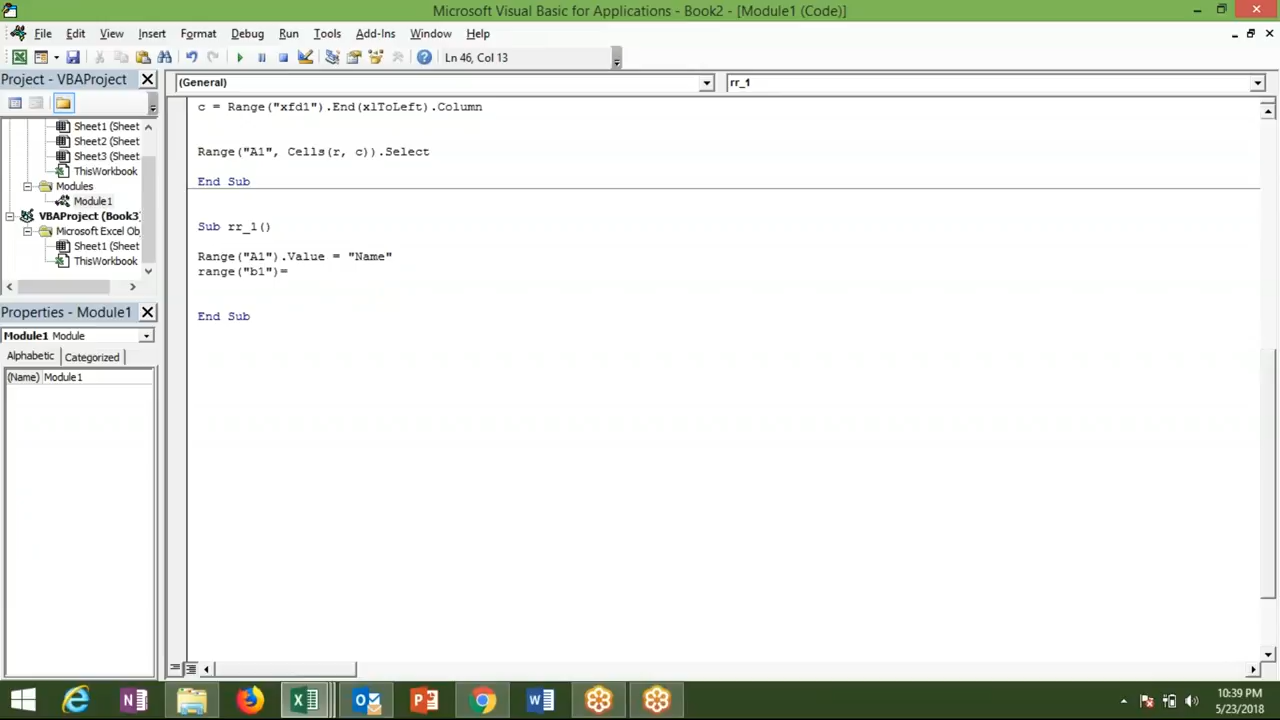 Microsoft Visual Basic for Applications - Book2 - [Module1 (Code)]
File Edit View Insert Format Debug Run Tools Add-Ins Window Help
Ln 46, Col 13
Project - VBAProject
(General)
rr_1
Sheet1 (Sheet
Sheet2 (Sheet
Sheet3 (Sheet
ThisWorkbook
Modules
Module1
VBAProject (Book3)
Microsoft Excel Ob
Sheet1 (Sheet
ThisWorkbook
c = Range("xfd1").End(xlToLeft).Column
Range("A1", Cells(r, c)).Select
End Sub
Sub rr_1()
Range("A1").Value = "Name"
range("b1")=
End Sub
Properties - Module1
Module1 Module
Alphabetic Categorized
(Name) Module1
10:39 PM
5/23/2018